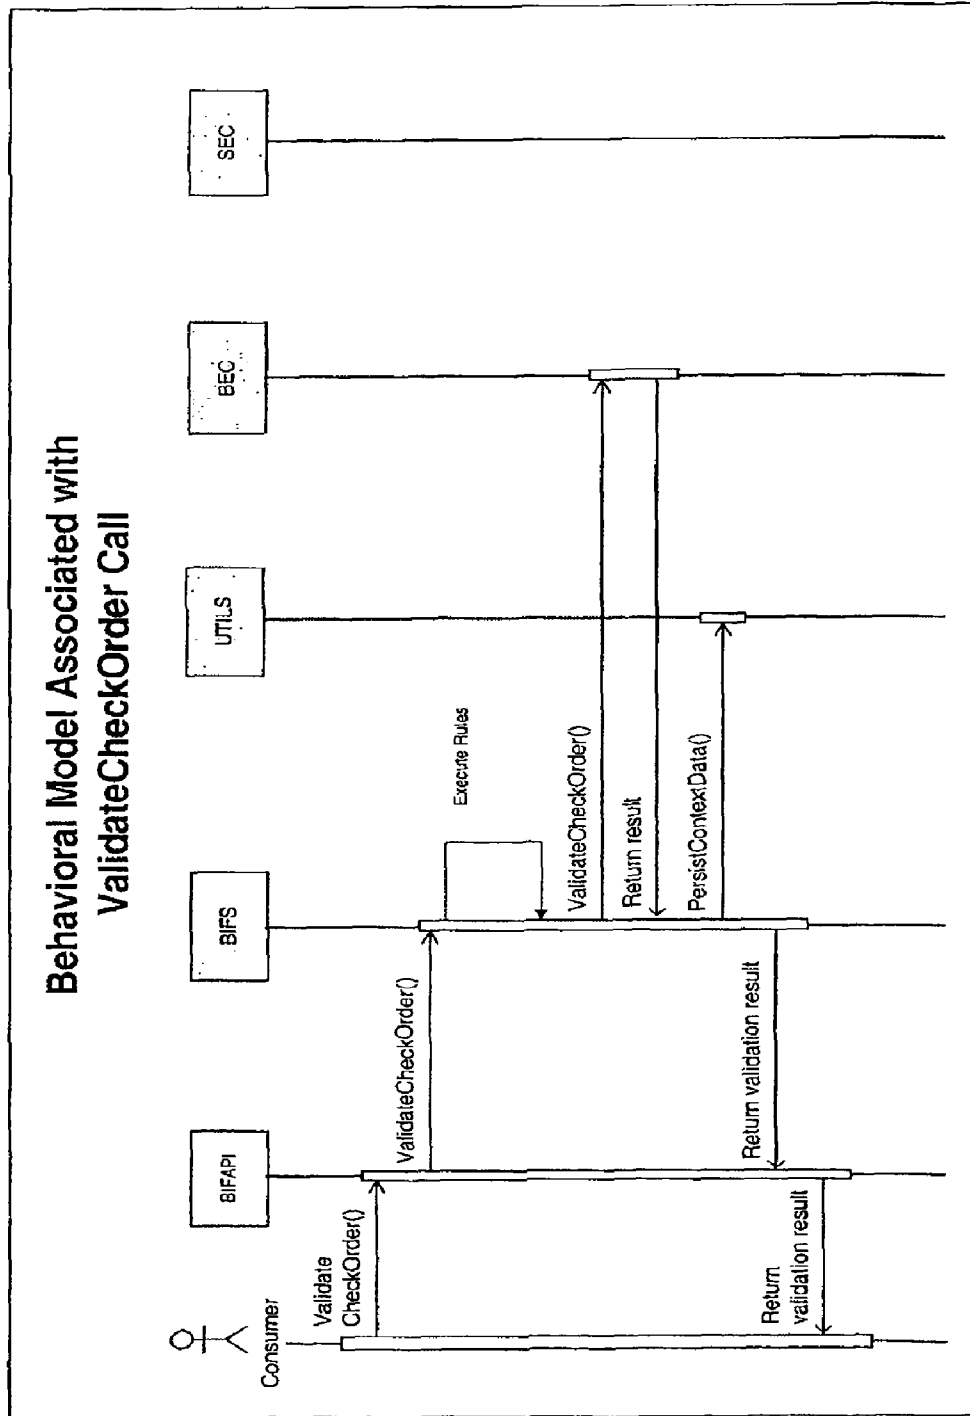 Behavioral Model Associated with
ValidateCheckOrder Call
Consumer
BIFAPI
BIFS
UTILS
BEC
SEC
Validate
CheckOrder()
ValidateCheckOrder()
Execute Rules
ValidateCheckOrder()
Return result
PersistContextData()
Return validation result
Return
validation result